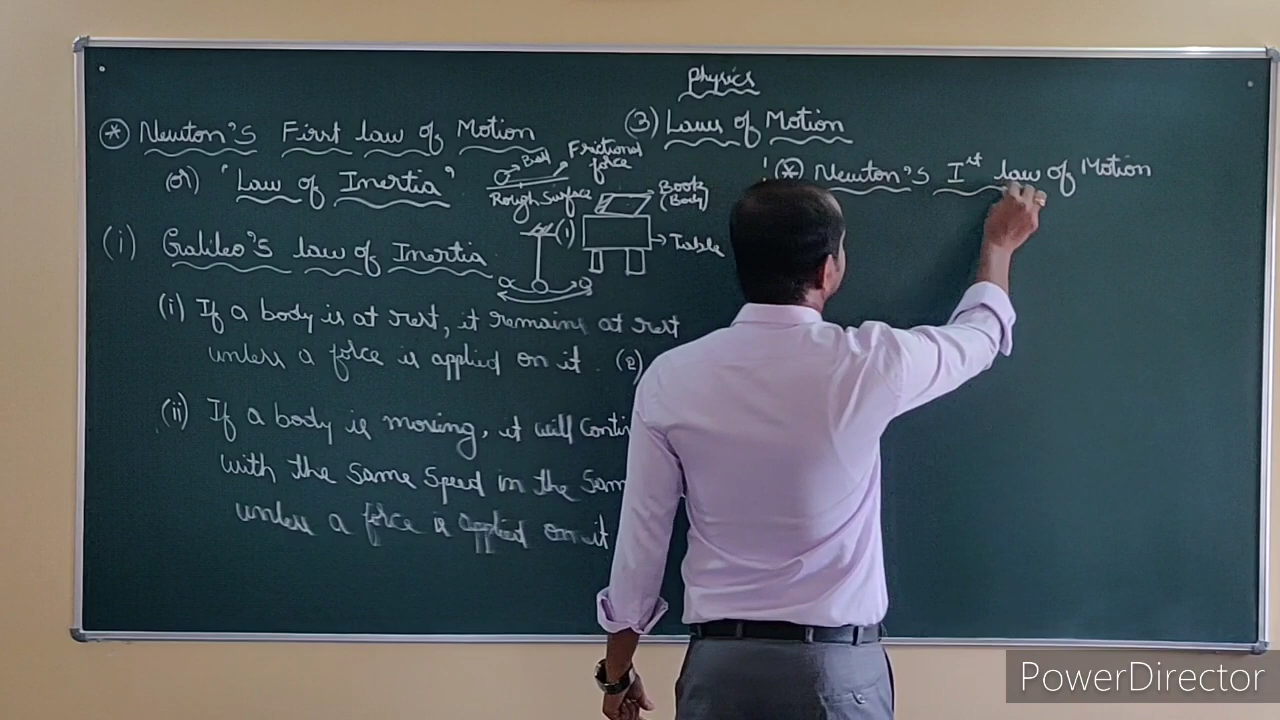 Physics
(3) Laws of Motion
(*) Newton's First law of Motion
(or) "Law of Inertia"
Ball
Frictional force
Rough Surface
(i)
Book (Body)
Table
(i) Galileo's law of Inertia
(i) If a body is at rest, it remains at rest
unless a force is applied on it. (2)
(ii) If a body is moving, it will Contin
with the Same Speed in the Sam
unless a force is applied on it
(*) Newton's Ist law of Motion
PowerDirector